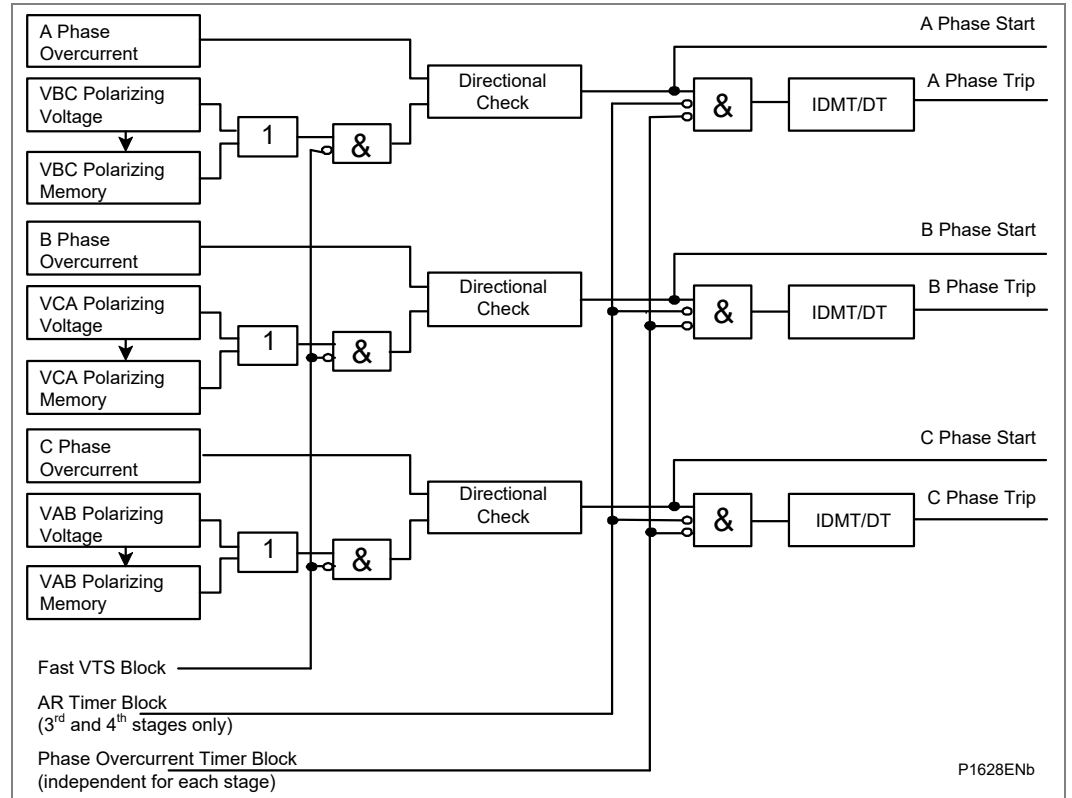 A Phase
Overcurrent
VBC Polarizing
Voltage
VBC Polarizing
Memory
1
&
Directional
Check
&
IDMT/DT
A Phase Start
A Phase Trip
B Phase
Overcurrent
VCA Polarizing
Voltage
VCA Polarizing
Memory
1
&
Directional
Check
&
IDMT/DT
B Phase Start
B Phase Trip
C Phase
Overcurrent
VAB Polarizing
Voltage
VAB Polarizing
Memory
1
&
Directional
Check
&
IDMT/DT
C Phase Start
C Phase Trip
Fast VTS Block
AR Timer Block
(3rd and 4th stages only)
Phase Overcurrent Timer Block
(independent for each stage)
P1628ENb